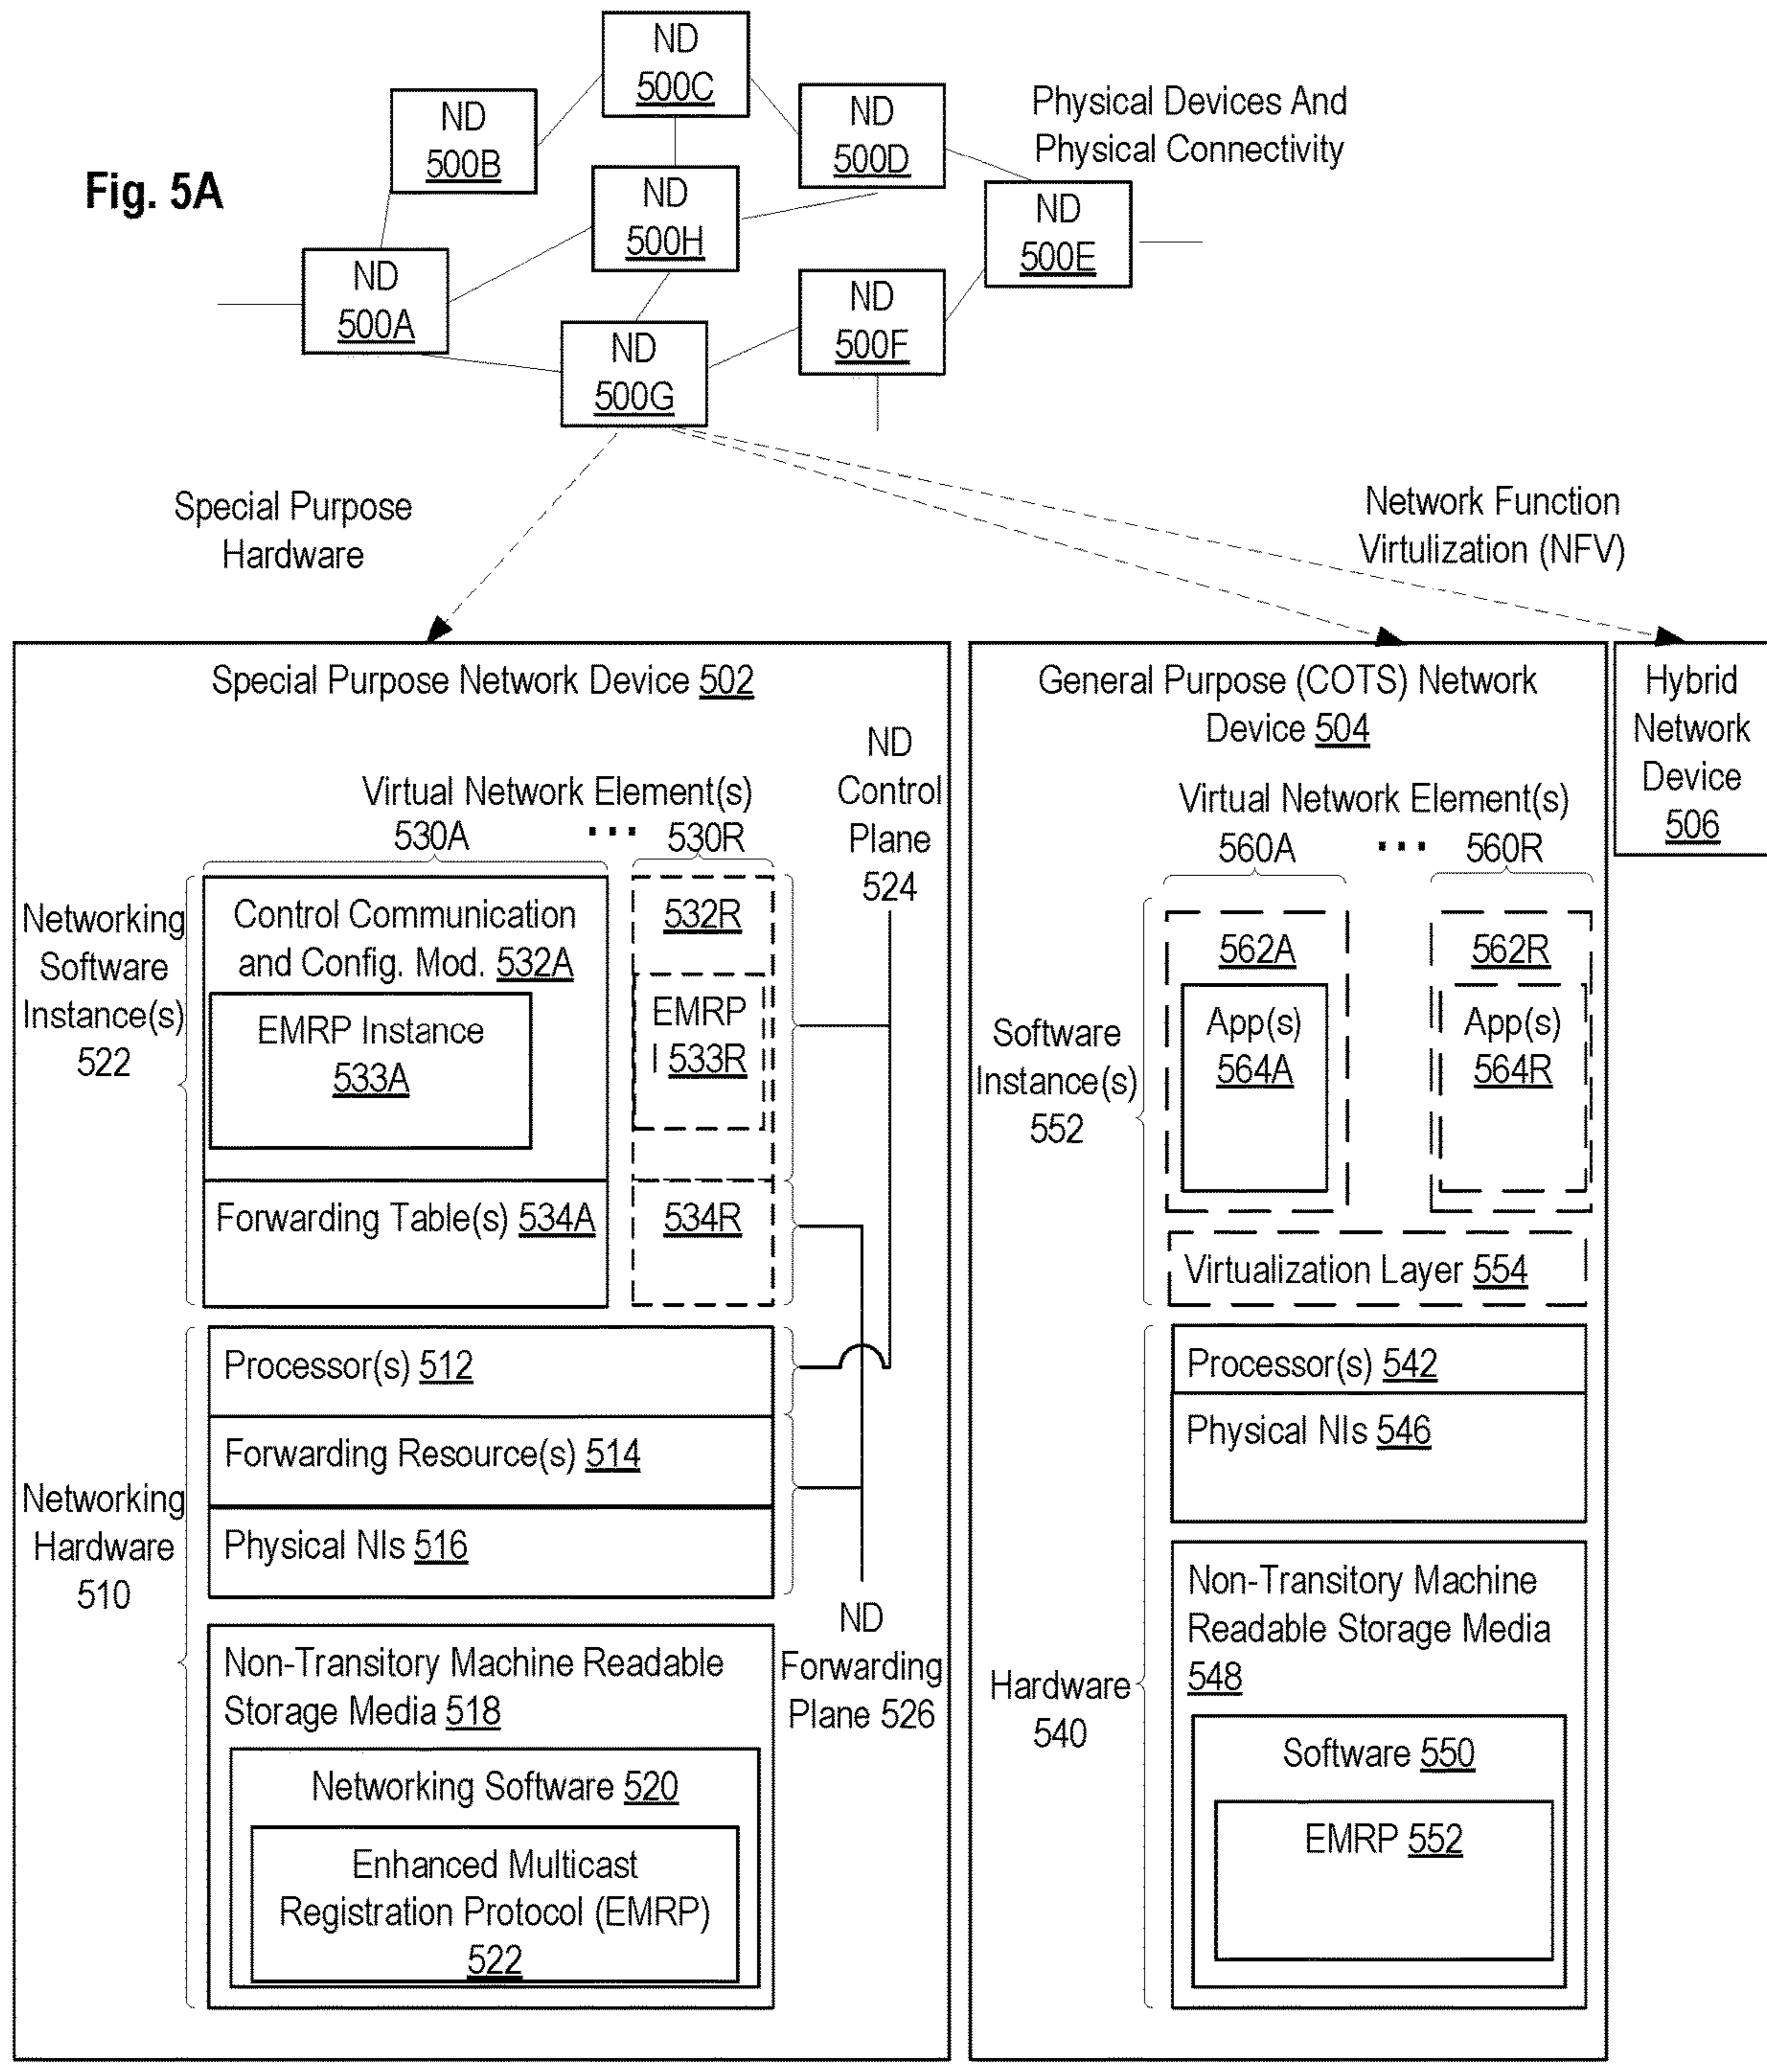 Fig. 5A
ND
500C
ND
500B
ND
500D
Physical Devices And
Physical Connectivity
ND
500H
ND
500E
ND
500A
ND
500F
ND
500G
Special Purpose
Hardware
Network Function
Virtulization (NFV)
Special Purpose Network Device 502
ND
Control
Plane
524
Virtual Network Element(s)
530A
...
530R
Networking
Software
Instance(s)
522
Control Communication
and Config. Mod. 532A
EMRP Instance
533A
532R
EMRP
I 533R
Forwarding Table(s) 534A
534R
Networking
Hardware
510
Processor(s) 512
Forwarding Resource(s) 514
Physical NIs 516
ND
Forwarding
Plane 526
Non-Transitory Machine Readable
Storage Media 518
Networking Software 520
Enhanced Multicast
Registration Protocol (EMRP)
522
General Purpose (COTS) Network
Device 504
Virtual Network Element(s)
560A
...
560R
Software
Instance(s)
552
562A
App(s)
564A
562R
App(s)
564R
Virtualization Layer 554
Hardware
540
Processor(s) 542
Physical NIs 546
Non-Transitory Machine
Readable Storage Media
548
Software 550
EMRP 552
Hybrid
Network
Device
506